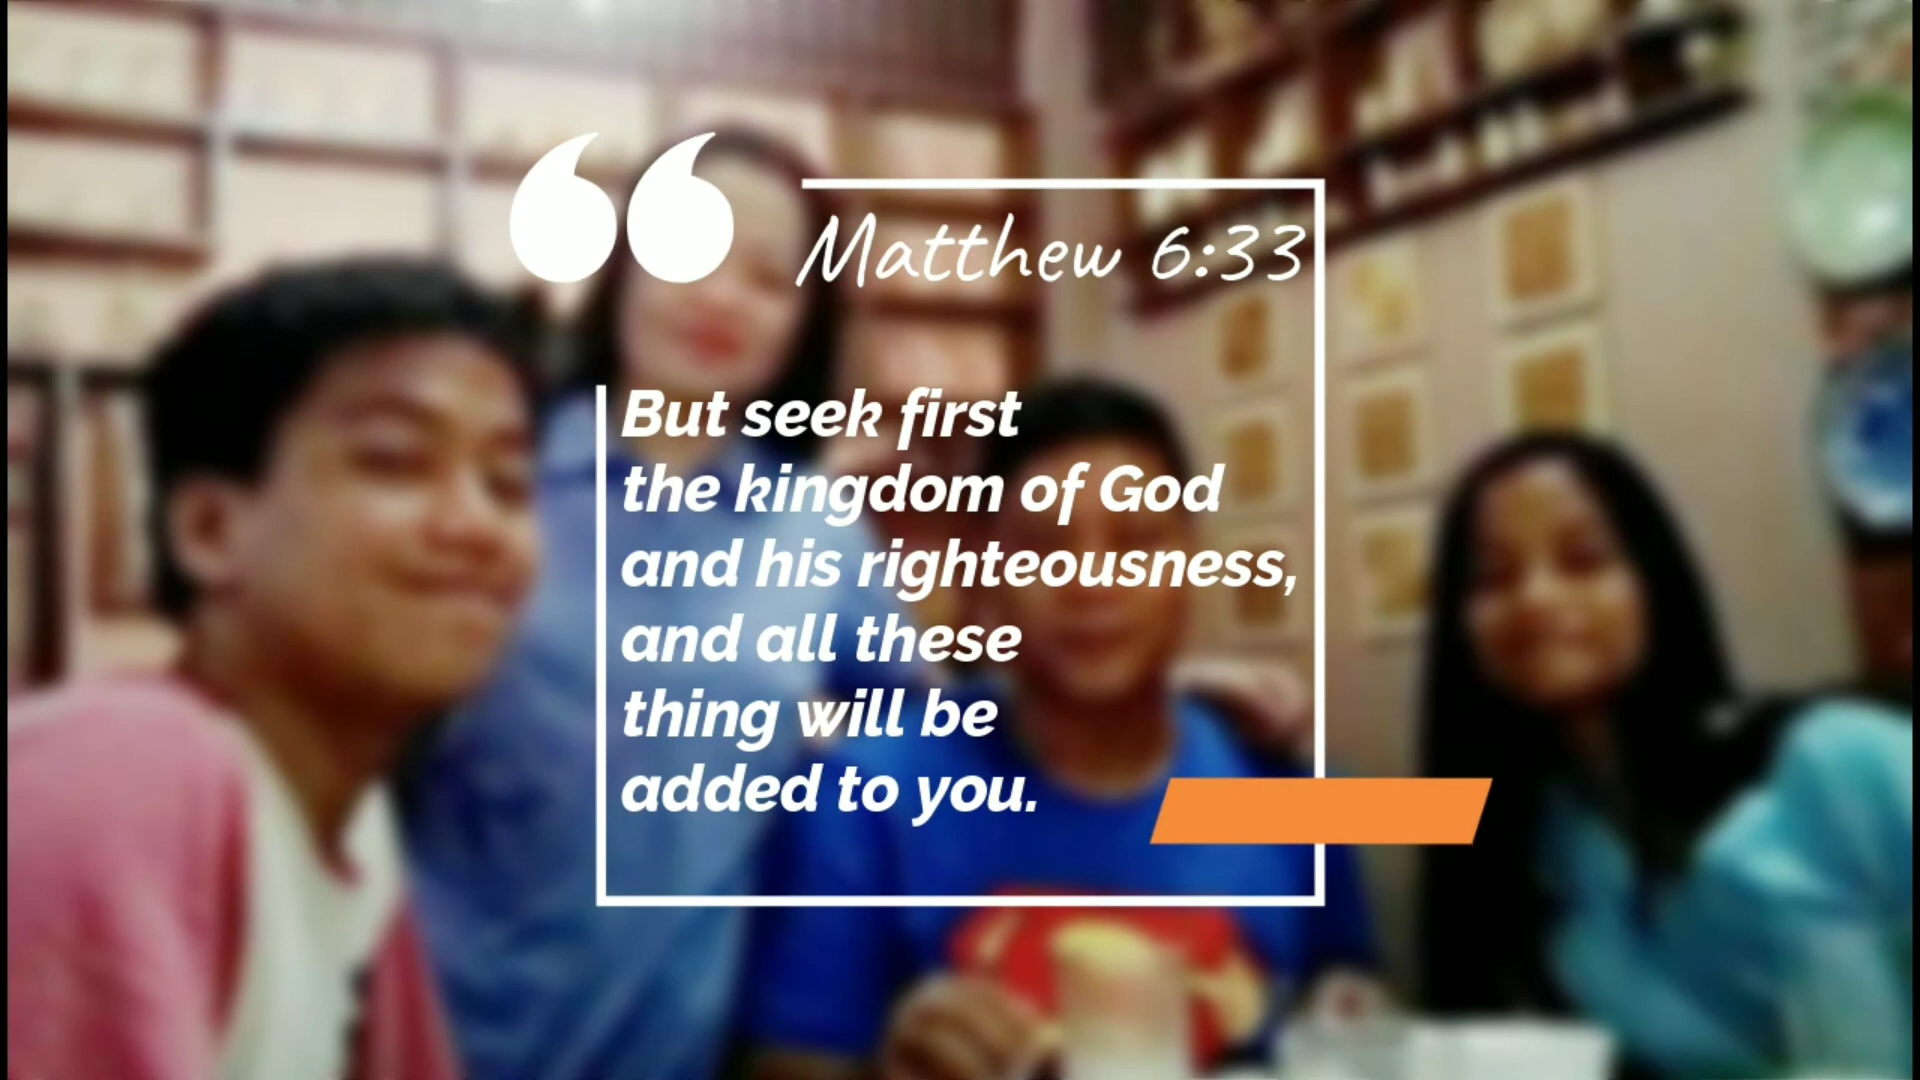 Matthew 6:33
But seek first
the kingdom of God
and his righteousness,
and all these
thing will be
added to you.